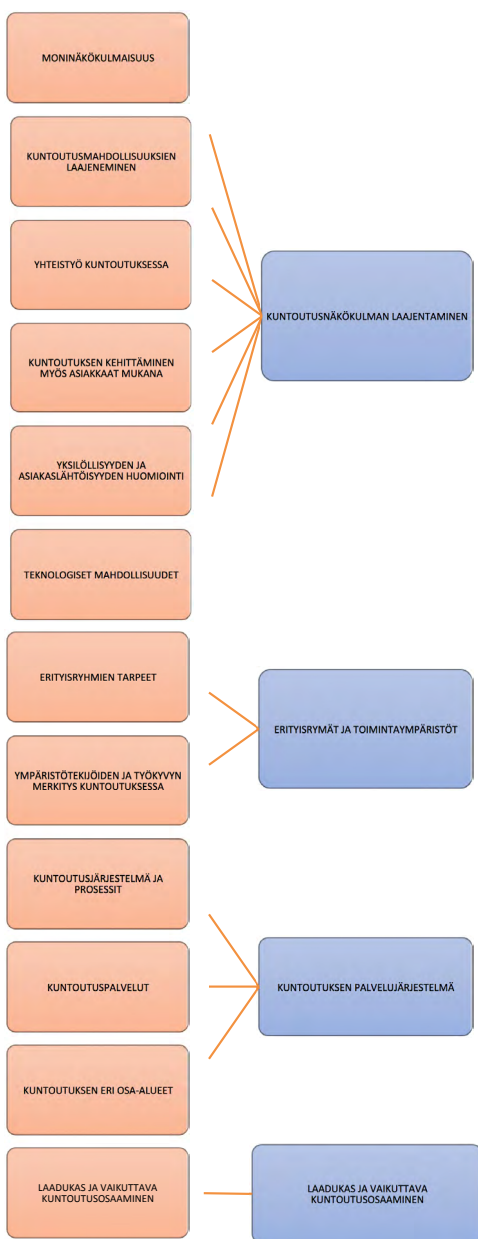 MONINÄKÖKULMAISUUS
KUNTOUTUSMAHDOLLISUUKSIEN
LAAJENEMINEN
YHTEISTYÖ KUNTOUTUKSESSA
KUNTOUTUKSEN KEHITTÄMINEN
MYÖS ASIAKKAAT MUKANA
YKSILÖLLISYYDEN JA
ASIAKASLÄHTÖISYYDEN HUOMIOINTI
TEKNOLOGISET MAHDOLLISUUDET
KUNTOUTUSNÄKÖKULMAN LAAJENTAMINEN
ERITYISRYHMIEN TARPEET
YMPÄRISTÖTEKIJÖIDEN JA TYÖKYVYN
MERKITYS KUNTOUTUKSESSA
ERITYISRYMÄT JA TOIMINTAYMPÄRISTÖT
KUNTOUTUSJÄRJESTELMÄ JA
PROSESSIT
KUNTOUTUSPALVELUT
KUNTOUTUKSEN ERI OSA-ALUEET
KUNTOUTUKSEN PALVELUJÄRJESTELMÄ
LAADUKAS JA VAIKUTTAVA
KUNTOUTUSOSAAMINEN
LAADUKAS JA VAIKUTTAVA
KUNTOUTUSOSAAMINEN